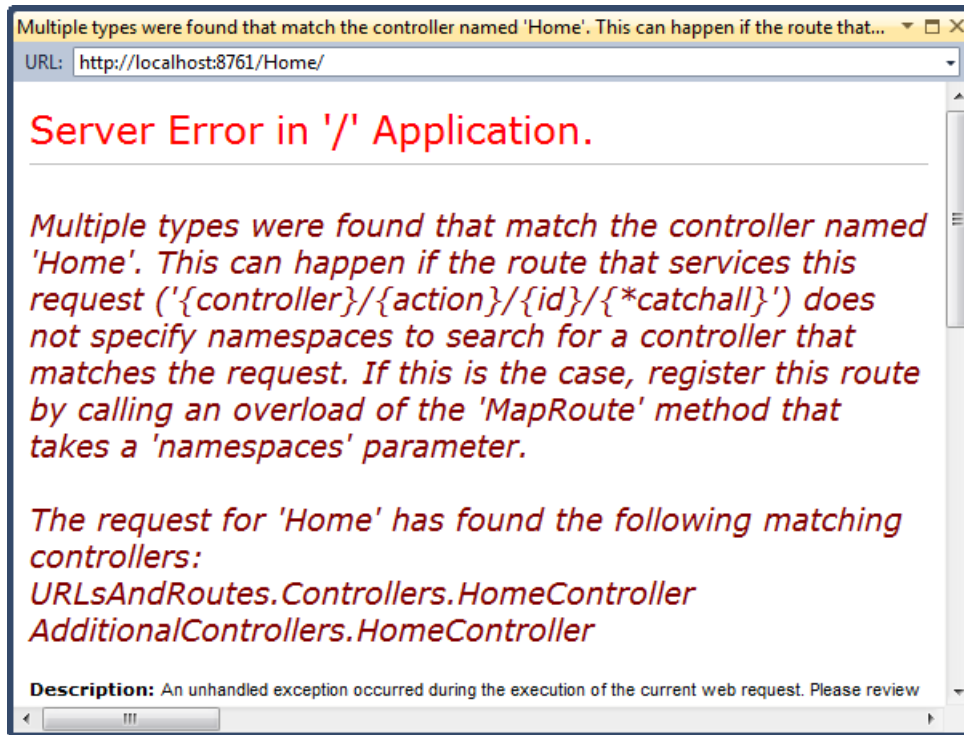 Multiple types were found that match the controller named 'Home'. This can happen if the route that...
URL: http://localhost:8761/Home/
Server Error in '/' Application.
Multiple types were found that match the controller named
'Home'. This can happen if the route that services this
request ('{controller}/{action}/{id}/{*catchall}') does
not specify namespaces to search for a controller that
matches the request. If this is the case, register this route
by calling an overload of the 'MapRoute' method that
takes a 'namespaces' parameter.
The request for 'Home' has found the following matching
controllers:
URLsAndRoutes.Controllers.HomeController
AdditionalControllers.HomeController
Description: An unhandled exception occurred during the execution of the current web request. Please review